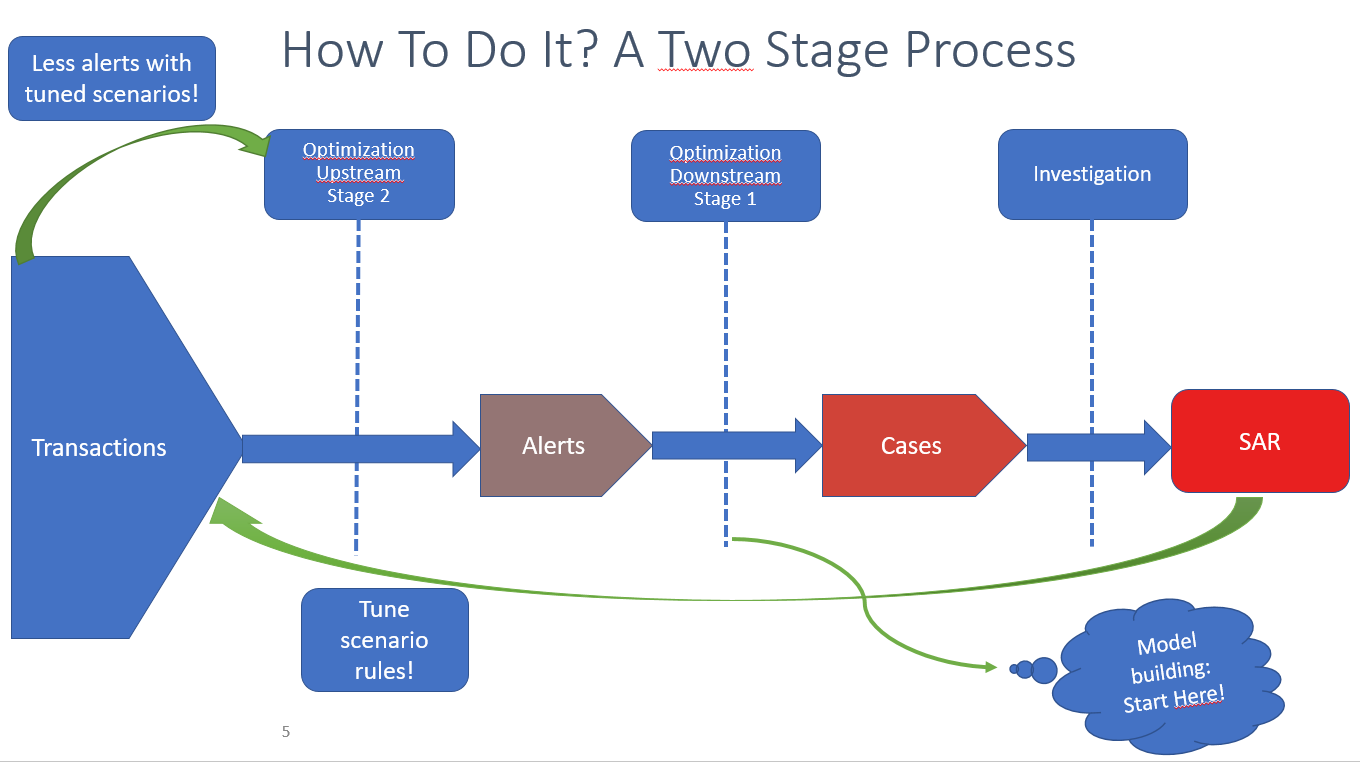 How To Do It? A Two Stage Process
Less alerts with
tuned scenarios!
Optimization
Upstream
Stage 2
Optimization
Downstream
Stage 1
Investigation
Transactions
Alerts
Cases
SAR
Tune
scenario
rules!
Model
building:
Start Here!
5